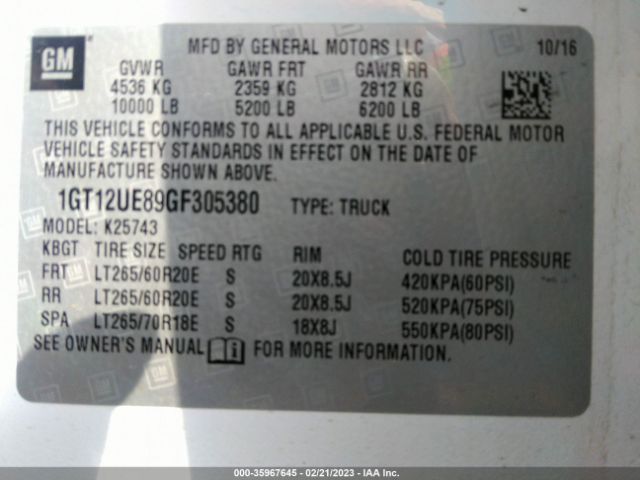 GM MFD BY GENERAL MOTORS LLC 10/16
GVWR GAWR FRT GAWR RR
4536 KG 2359 KG 2812 KG
10000 LB 5200 LB 6200 LB
THIS VEHICLE CONFORMS TO ALL APPLICABLE U.S. FEDERAL MOTOR
VEHICLE SAFETY STANDARDS IN EFFECT ON THE DATE OF
MANUFACTURE SHOWN ABOVE.
1GT12UE89GF305380 TYPE: TRUCK
MODEL: K25743
KBGT TIRE SIZE SPEED RTG RIM COLD TIRE PRESSURE
FRT LT265/60R20E S 20X8.5J 420KPA(60PSI)
RR LT265/60R20E S 20X8.5J 520KPA(75PSI)
SPA LT265/70R18E S 18X8J 550KPA(80PSI)
SEE OWNER'S MANUAL FOR MORE INFORMATION.
000-35967645 - 02/21/2023 - IAA Inc.